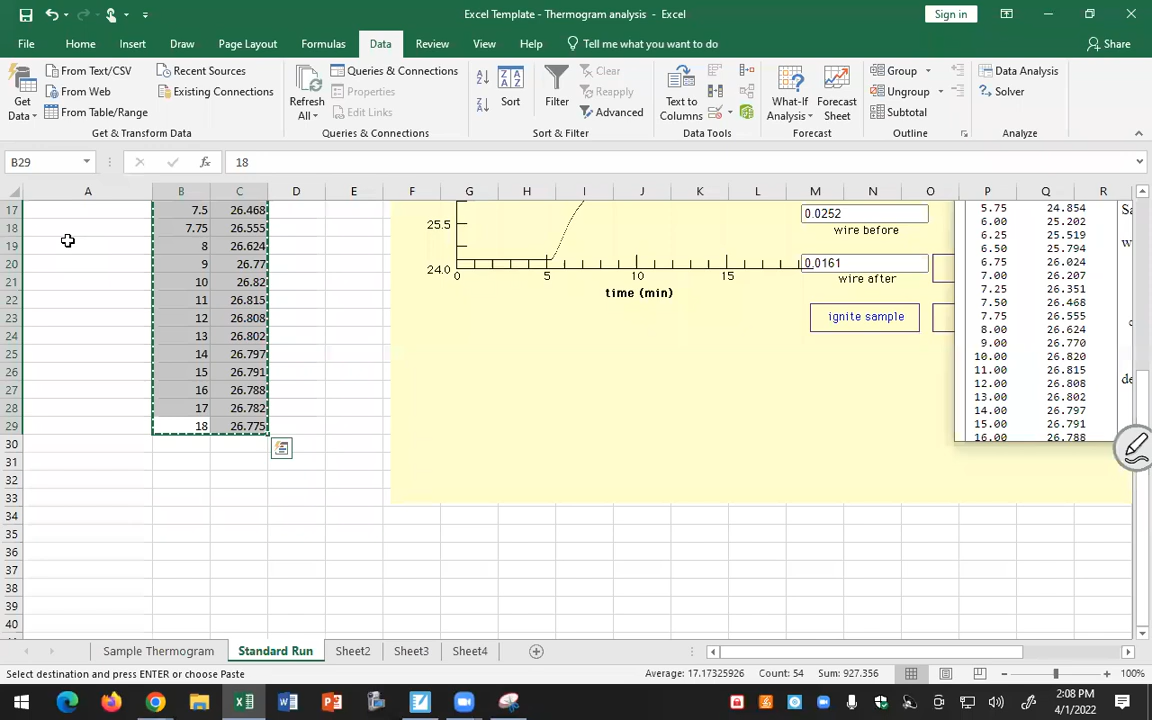 Excel Template - Thermogram analysis - Excel
Sign in
File Home Insert Draw Page Layout Formulas Data Review View Help Tell me what you want to do Share
Get Data
From Text/CSV
From Web
From Table/Range
Recent Sources
Existing Connections
Get & Transform Data
Refresh All
Queries & Connections
Properties
Edit Links
Queries & Connections
Sort
Filter
Clear
Reapply
Advanced
Sort & Filter
Text to Columns
Data Tools
What-If Analysis
Forecast Sheet
Forecast
Group
Ungroup
Subtotal
Outline
Data Analysis
Solver
Analyze
B29 fx 18
A B C D E F G H I J K L M N O P Q R
17 7.5 26.468
18 7.75 26.555
19 8 26.624
20 9 26.77
21 10 26.82
22 11 26.815
23 12 26.808
24 13 26.802
25 14 26.797
26 15 26.791
27 16 26.788
28 17 26.782
29 18 26.775
30
31
32
33
34
35
36
37
38
39
40
25.5
24.0
0 5 10 15
time (min)
0.0252
wire before
0.0161
wire after
ignite sample
5.75 24.854
6.00 25.202
6.25 25.519
6.50 25.794
6.75 26.024
7.00 26.207
7.25 26.351
7.50 26.468
7.75 26.555
8.00 26.624
9.00 26.770
10.00 26.820
11.00 26.815
12.00 26.808
13.00 26.802
14.00 26.797
15.00 26.791
16.00 26.788
Sample Thermogram Standard Run Sheet2 Sheet3 Sheet4
Select destination and press ENTER or choose Paste Average: 17.17325926 Count: 54 Sum: 927.356 100%
2:08 PM
4/1/2022